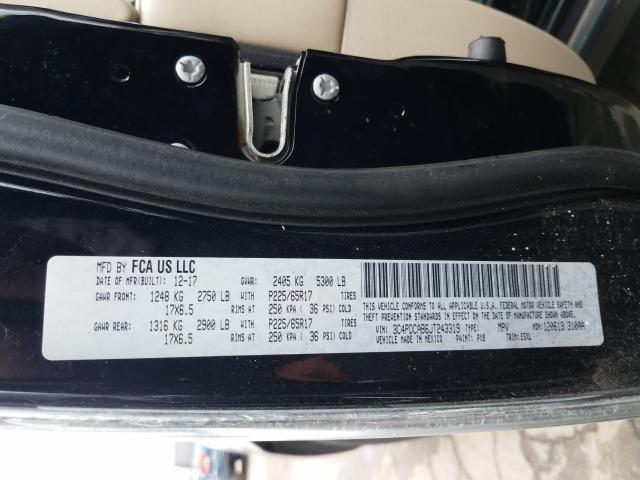 MFD BY FCA US LLC
DATE OF MFR(BUILT): 12-17 GVWR: 2405 KG 5300 LB
GAWR FRONT: 1248 KG 2750 LB WITH P225/65R17 TIRES
17X6.5 RIMS AT 250 KPA ( 36 PSI) COLD
GAWR REAR: 1316 KG 2900 LB WITH P225/65R17 TIRES
17X6.5 RIMS AT 250 KPA ( 36 PSI) COLD
THIS VEHICLE CONFORMS TO ALL APPLICABLE U.S.A. FEDERAL MOTOR VEHICLE SAFETY AND
THEFT PREVENTION STANDARDS IN EFFECT ON THE DATE OF MANUFACTURE SHOWN ABOVE.
VIN: 3C4PDCAB6JT243319 TYPE: MPV MDH: 120613 310AA
VEHICLE MADE IN MEXICO PAINT: PX8 TRIM: